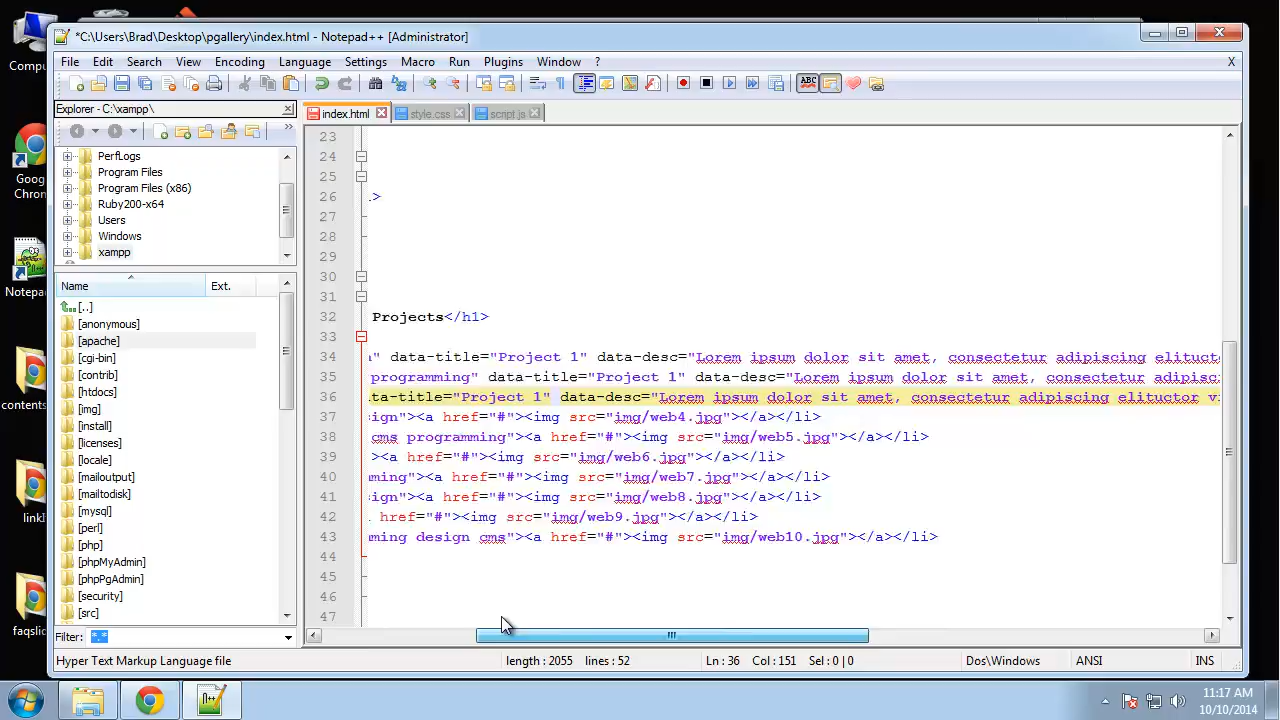 *C:\Users\Brad\Desktop\pgallery\index.html - Notepad++ [Administrator]
File Edit Search View Encoding Language Settings Macro Run Plugins Window ? X
Explorer - C:\xampp\
index.html style.css script.js
PerfLogs
Program Files
Program Files (x86)
Ruby200-x64
Users
Windows
xampp
Name Ext.
[..]
[anonymous]
[apache]
[cgi-bin]
[contrib]
[htdocs]
[img]
[install]
[licenses]
[locale]
[mailoutput]
[mailtodisk]
[mysql]
[perl]
[php]
[phpMyAdmin]
[phpPgAdmin]
[security]
[src]
Filter: *.*
23
24
25
26 .>
27
28
29
30
31
32 Projects</h1>
33
34 " data-title="Project 1" data-desc="Lorem ipsum dolor sit amet, consectetur adipiscing elituctc
35 programming" data-title="Project 1" data-desc="Lorem ipsum dolor sit amet, consectetur adipisc
36 ta-title="Project 1" data-desc="Lorem ipsum dolor sit amet, consectetur adipiscing elituctor v
37 ign"><a href="#"><img src="img/web4.jpg"></a></li>
38 cms programming"><a href="#"><img src="img/web5.jpg"></a></li>
39 ><a href="#"><img src="img/web6.jpg"></a></li>
40 ming"><a href="#"><img src="img/web7.jpg"></a></li>
41 ign"><a href="#"><img src="img/web8.jpg"></a></li>
42 href="#"><img src="img/web9.jpg"></a></li>
43 ming design cms"><a href="#"><img src="img/web10.jpg"></a></li>
44
45
46
47
Hyper Text Markup Language file length : 2055 lines : 52 Ln : 36 Col : 151 Sel : 0 | 0 Dos\Windows ANSI INS
Goog
Chron
Notepa
contents
linkl
faqslic
11:17 AM
10/10/2014